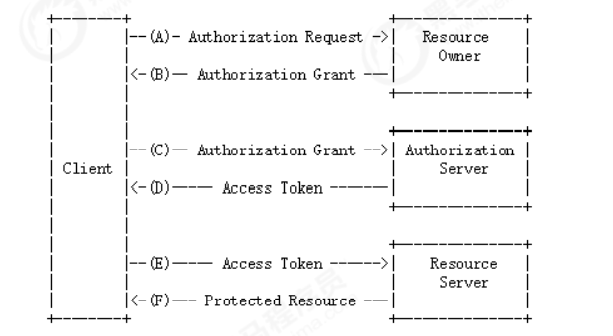 (A) Authorization Request
Resource Owner
(B) Authorization Grant
(C) Authorization Grant
Client
Authorization Server
(D) Access Token
(E) Access Token
Resource Server
(F) Protected Resource